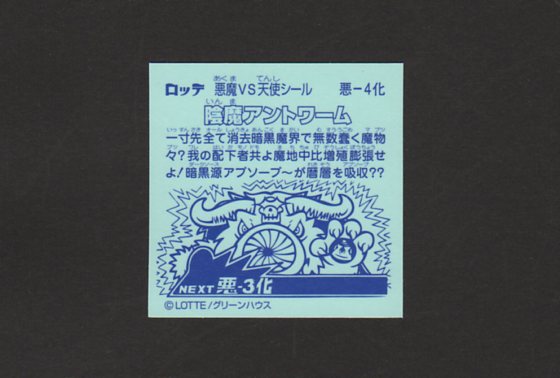 ロッテ 悪魔VS天使シール 悪-4化
陰魔アントワーム
一寸先全て消去暗黒魔界で無数蠢く魔物
々?我の配下者共よ魔地中比増殖膨張せ
よ!暗黒源アブソーブ〜が暦層を吸収??
NEXT 悪-3化
©LOTTE/グリーンハウス